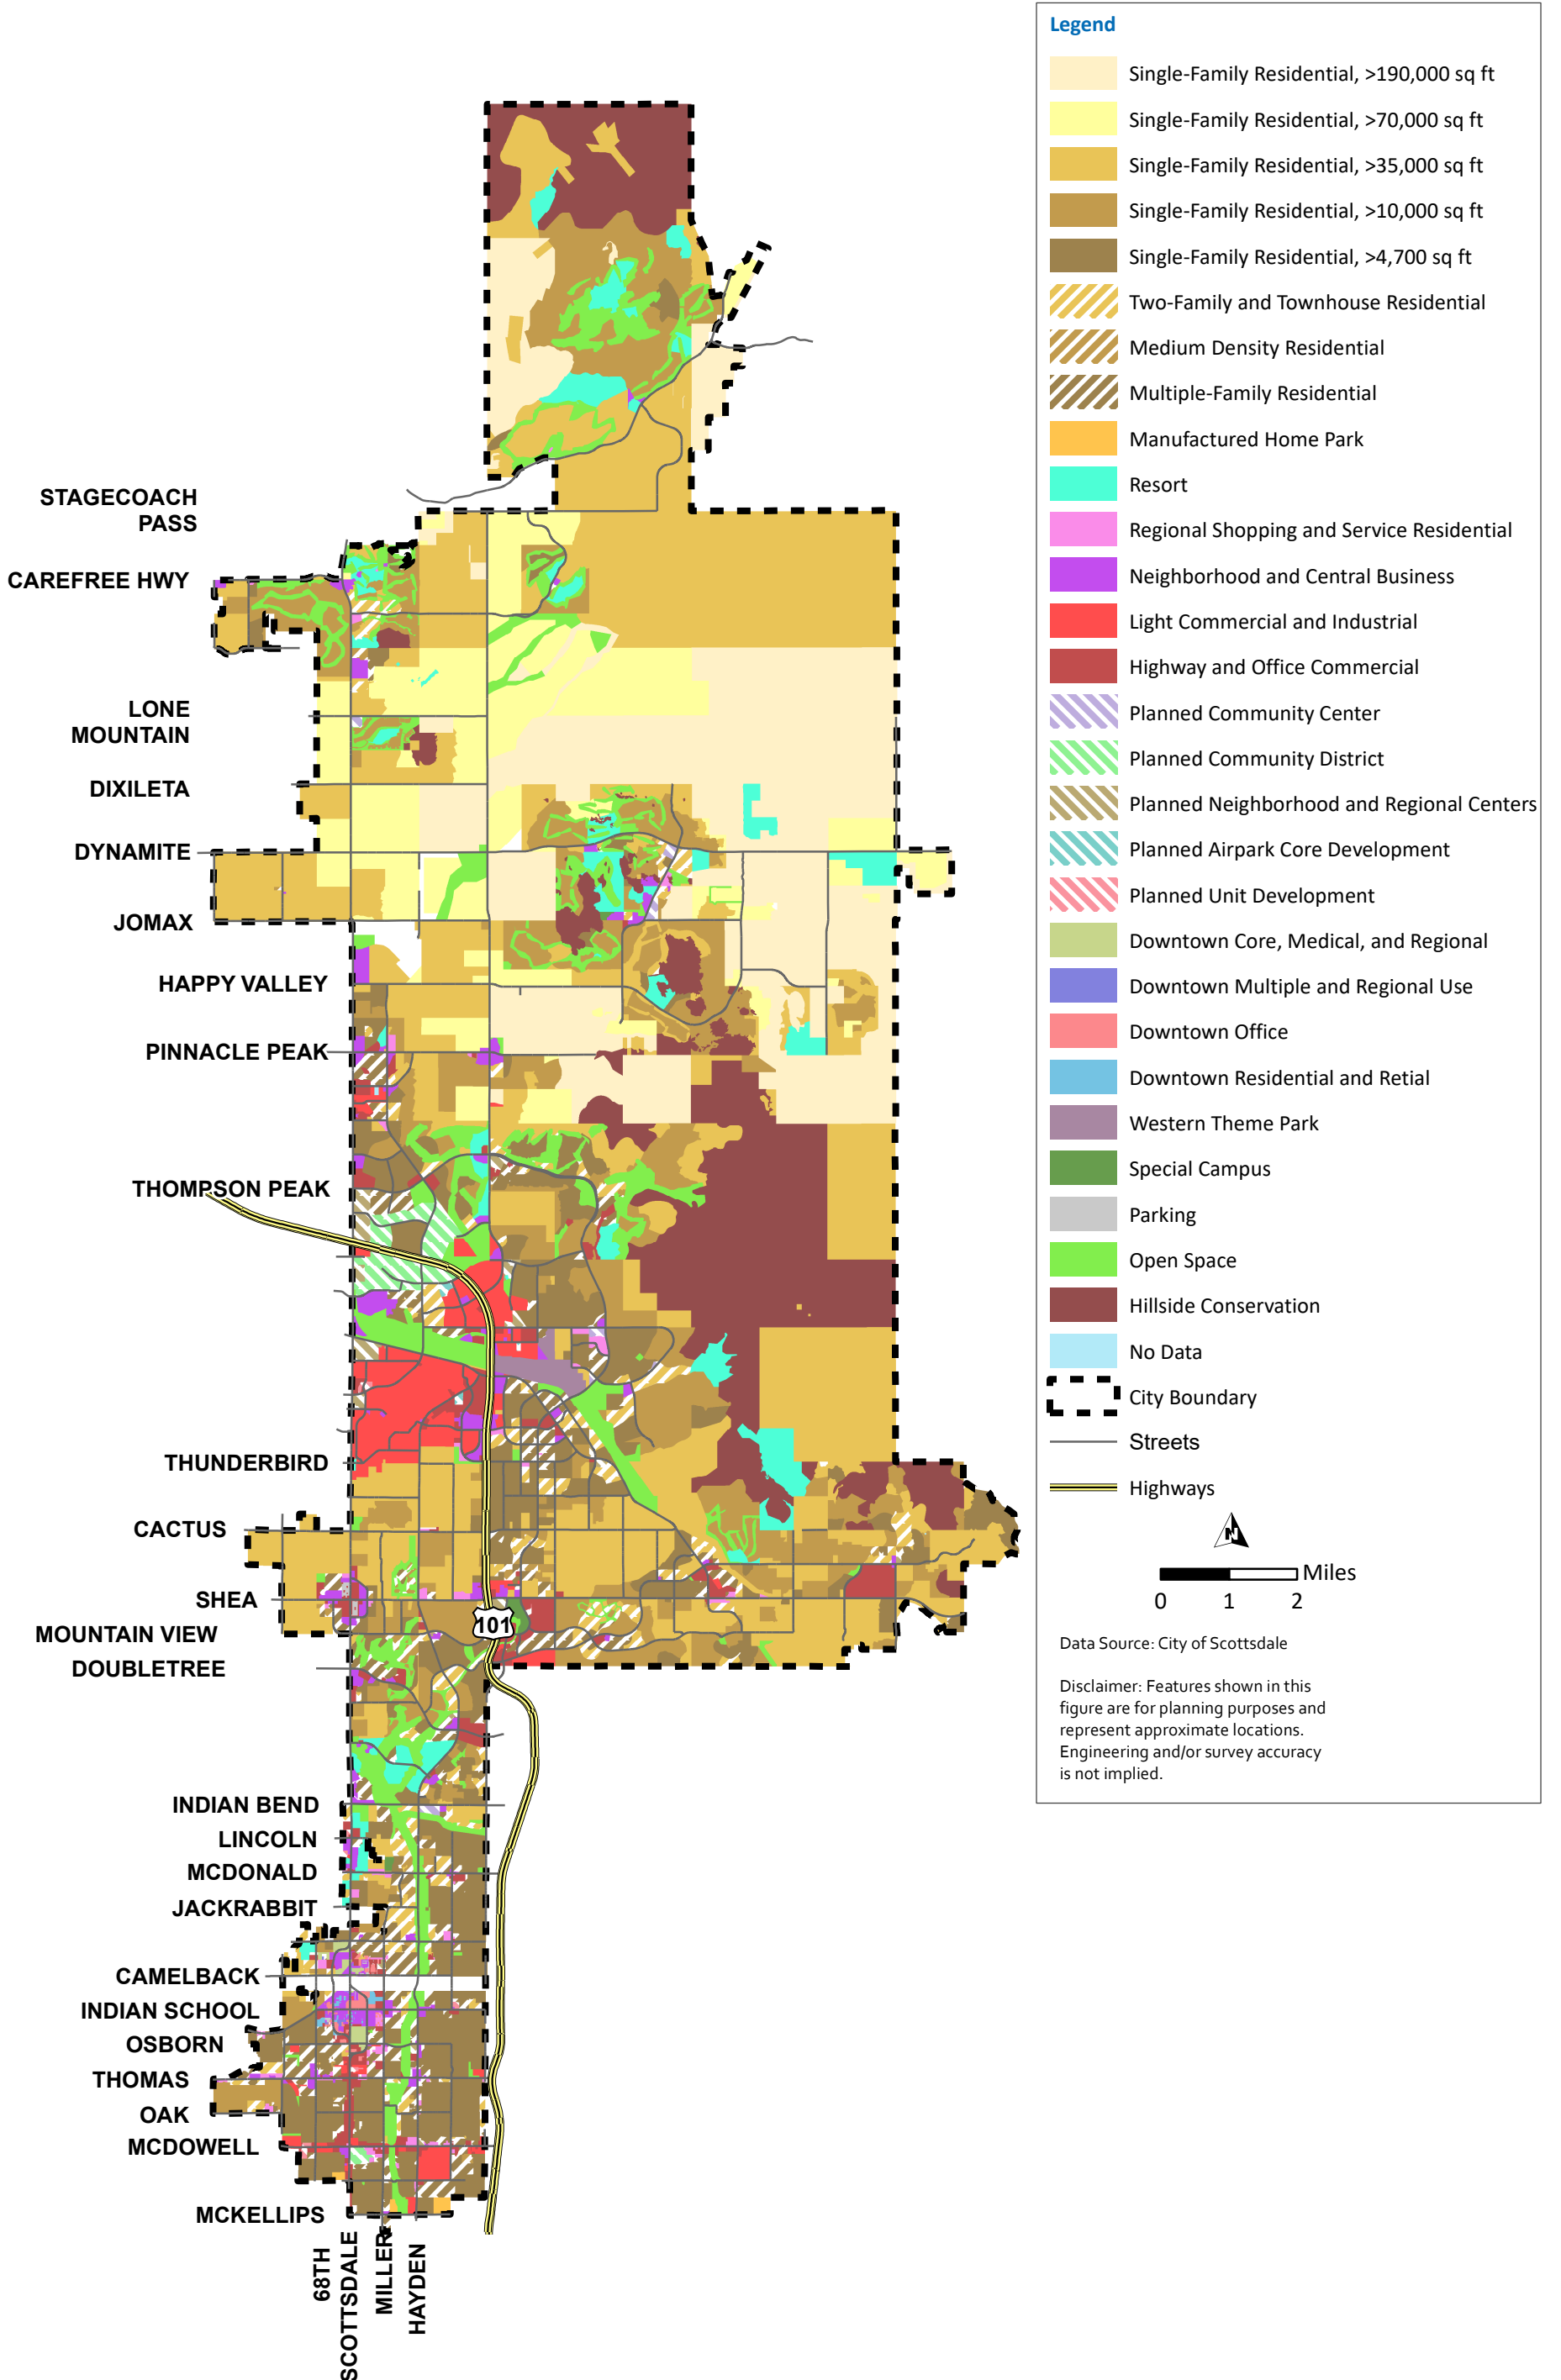 Legend
Single-Family Residential, >190,000 sq ft
Single-Family Residential, >70,000 sq ft
Single-Family Residential, >35,000 sq ft
Single-Family Residential, >10,000 sq ft
Single-Family Residential, >4,700 sq ft
Two-Family and Townhouse Residential
Medium Density Residential
Multiple-Family Residential
Manufactured Home Park
Resort
Regional Shopping and Service Residential
Neighborhood and Central Business
Light Commercial and Industrial
Highway and Office Commercial
Planned Community Center
Planned Community District
Planned Neighborhood and Regional Centers
Planned Airpark Core Development
Planned Unit Development
Downtown Core, Medical, and Regional
Downtown Multiple and Regional Use
Downtown Office
Downtown Residential and Retial
Western Theme Park
Special Campus
Parking
Open Space
Hillside Conservation
No Data
City Boundary
Streets
Highways
N
Miles
0 1 2
Data Source: City of Scottsdale
Disclaimer: Features shown in this
figure are for planning purposes and
represent approximate locations.
Engineering and/or survey accuracy
is not implied.
STAGECOACH
PASS
CAREFREE HWY
LONE
MOUNTAIN
DIXILETA
DYNAMITE
JOMAX
HAPPY VALLEY
PINNACLE PEAK
THOMPSON PEAK
THUNDERBIRD
CACTUS
SHEA
101
MOUNTAIN VIEW
DOUBLETREE
INDIAN BEND
LINCOLN
MCDONALD
JACKRABBIT
CAMELBACK
INDIAN SCHOOL
OSBORN
THOMAS
OAK
MCDOWELL
MCKELLIPS
68TH
SCOTTSDALE
MILLER
HAYDEN